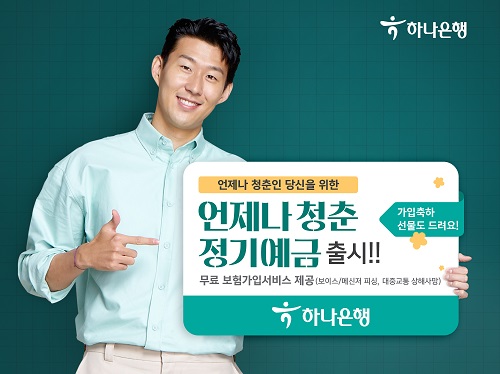 하나은행
언제나 청춘인 당신을 위한
언제나 청춘
정기예금 출시!!
가입축하
선물도 드려요!
무료 보험가입서비스 제공(보이스/메신저 피싱, 대중교통 상해사망)
하나은행